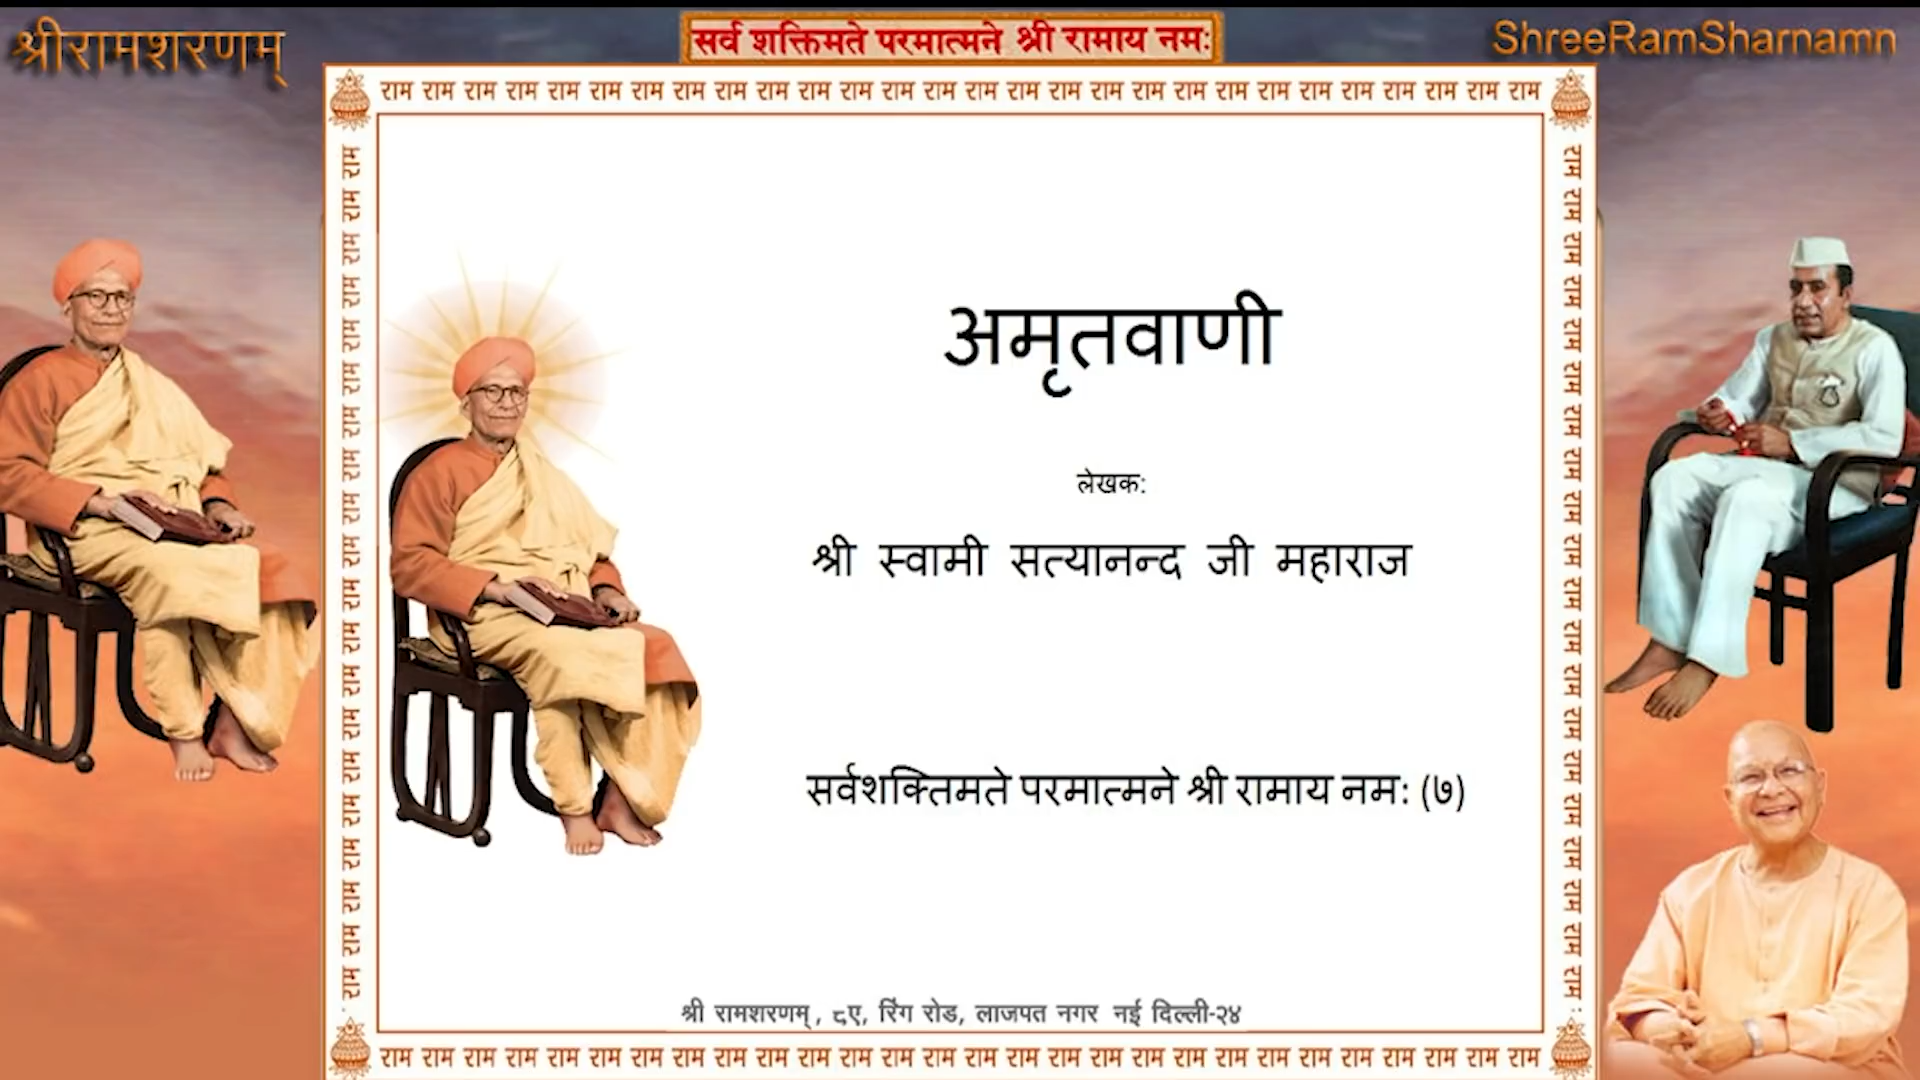 श्रीरामशरणम्
सर्व शक्तिमते परमात्मने श्री रामाय नमः
ShreeRamSharnamn
राम राम राम राम राम राम राम राम राम राम राम राम राम राम राम राम राम राम राम राम राम राम राम राम राम राम राम राम
राम राम राम राम राम राम राम राम राम राम राम राम राम राम राम राम राम राम राम राम
राम राम राम राम राम राम राम राम राम राम राम राम राम राम राम राम राम राम राम राम
अमृतवाणी
लेखकः
श्री स्वामी सत्यानन्द जी महाराज
सर्वशक्तिमते परमात्मने श्री रामाय नमः (७)
श्री रामशरणम् , ८ए, रिंग रोड, लाजपत नगर नई दिल्ली-२४
राम राम राम राम राम राम राम राम राम राम राम राम राम राम राम राम राम राम राम राम राम राम राम राम राम राम राम राम